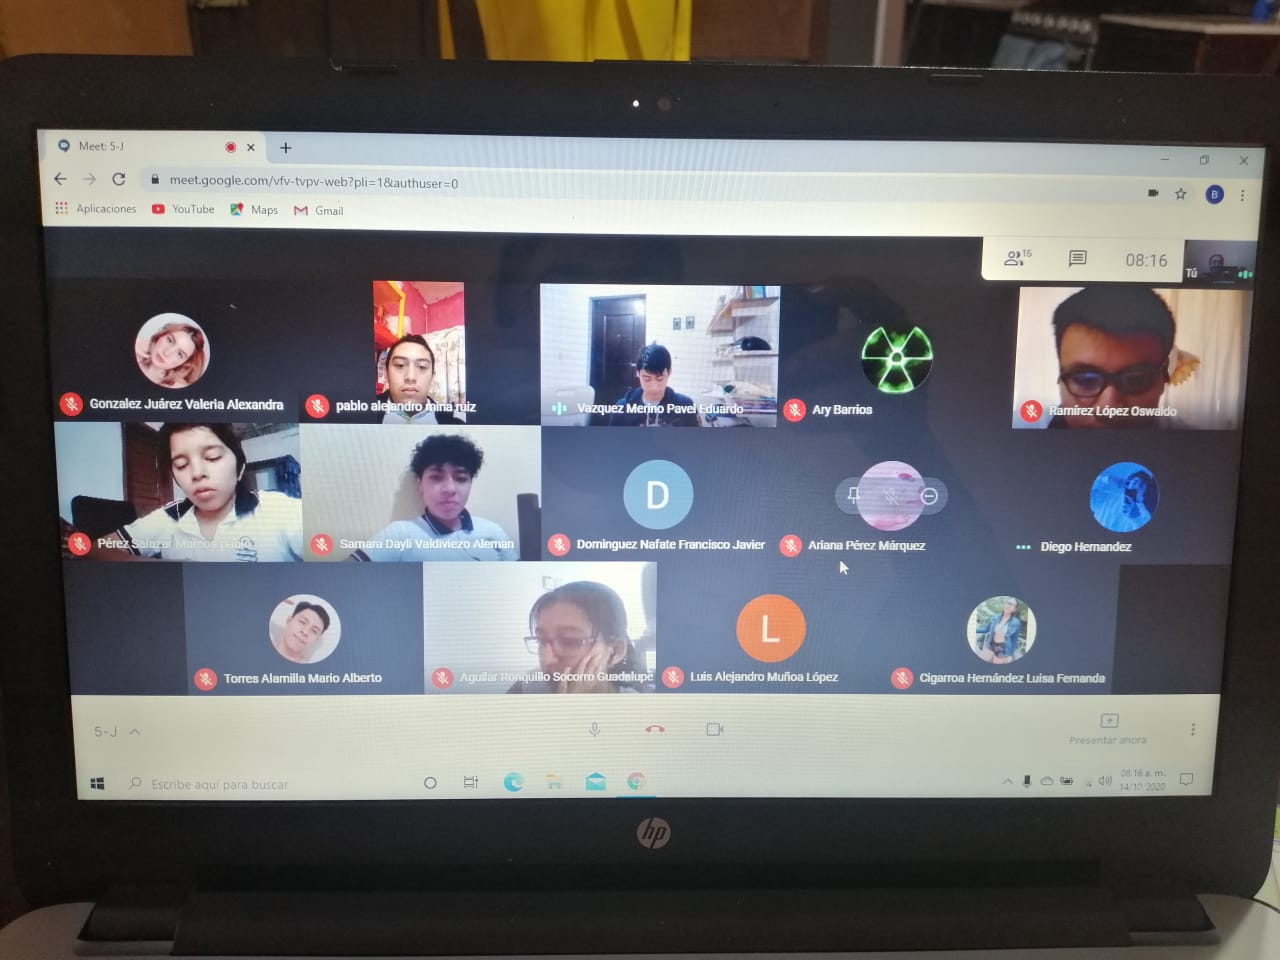 Meet: 5-J
meet.google.com/vfv-tvpv-web?pli=1&authuser=0
B
Aplicaciones YouTube Maps Gmail
15 08:16 Tú
Gonzalez Juárez Valeria Alexandra
pablo alejandro mina ruiz
Vazquez Merino Pavel Eduardo
Ary Barrios
Ramírez López Oswaldo
Pérez Salazar Marcos pablo
Samara Dayli Valdiviezo Aleman
D
Dominguez Nafate Francisco Javier
Ariana Pérez Márquez
Diego Hernandez
Torres Alamilla Mario Alberto
Aguilar Ronquillo Socorro Guadalupe
L
Luis Alejandro Muñoa López
Cigarroa Hernández Luisa Fernanda
5-J
Presentar ahora
Escribe aquí para buscar
08:16 a. m.
14/10/2020
hp